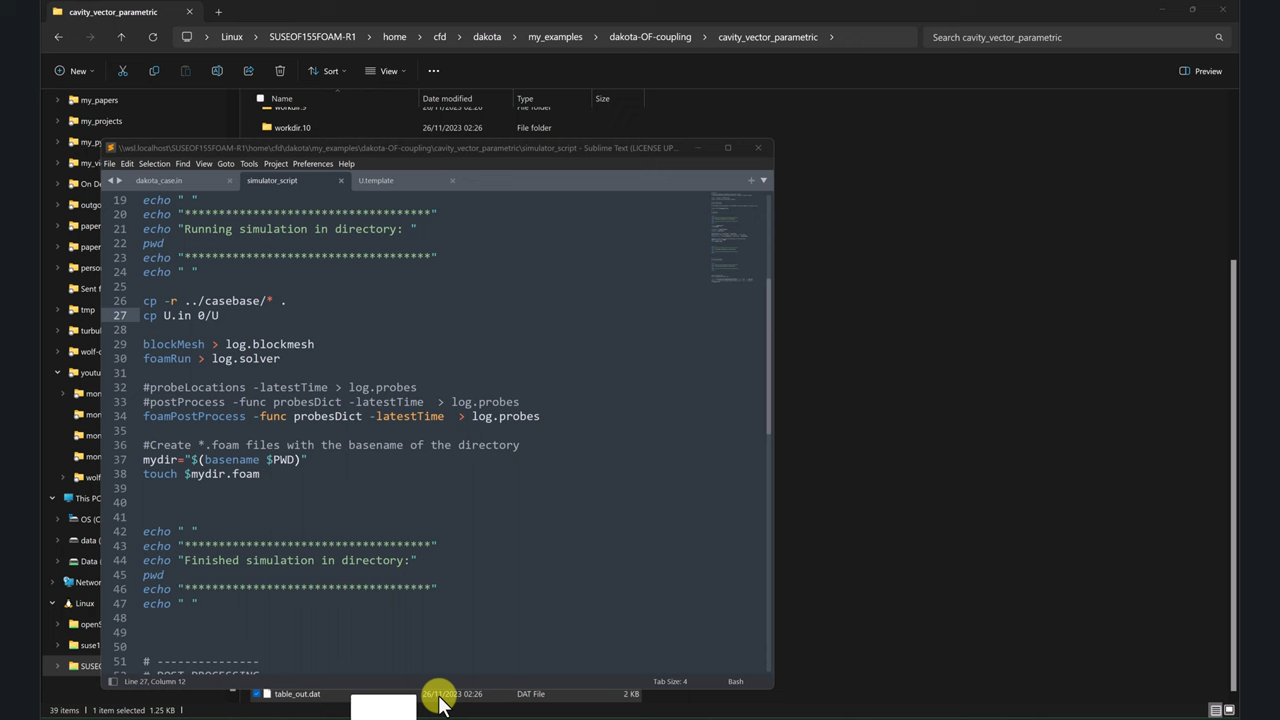 cavity_vector_parametric
Linux > SUSEOF155FOAM-R1 > home > cfd > dakota > my_examples > dakota-OF-coupling > cavity_vector_parametric >
Search cavity_vector_parametric
New
Sort
View
Preview
my_papers
my_projects
Name
Date modified
Type
Size
workdir.9
26/11/2023 02:26
File folder
workdir.10
26/11/2023 02:26
File folder
\\wsl.localhost\SUSEOF155FOAM-R1\home\cfd\dakota\my_examples\dakota-OF-coupling\cavity_vector_parametric\simulator_script - Sublime Text (LICENSE UP...
File Edit Selection Find View Goto Tools Project Preferences Help
dakota_case.in
simulator_script
U.template
19 echo " "
20 echo "**********************************"
21 echo "Running simulation in directory: "
22 pwd
23 echo "**********************************"
24 echo " "
25
26 cp -r ../casebase/* .
27 cp U.in 0/U
28
29 blockMesh > log.blockmesh
30 foamRun > log.solver
31
32 #probeLocations -latestTime > log.probes
33 #postProcess -func probesDict -latestTime  > log.probes
34 foamPostProcess -func probesDict -latestTime  > log.probes
35
36 #Create *.foam files with the basename of the directory
37 mydir="$(basename $PWD)"
38 touch $mydir.foam
39
40
41
42 echo " "
43 echo "**********************************"
44 echo "Finished simulation in directory:"
45 pwd
46 echo "**********************************"
47 echo " "
48
49
50
51 # ---------------
Line 27, Column 12
Tab Size: 4
Bash
my_py
my_vi
On De
outgo
paper
paper
person
Sent f
tmp
turbul
wolf-d
youtu
mon
mon
mon
mon
wolf
This PC
OS (C
data (
Data (
Network
Linux
openS
suse1
SUSEO
table_out.dat
26/11/2023 02:26
DAT File
2 KB
39 items
1 item selected 1.25 KB